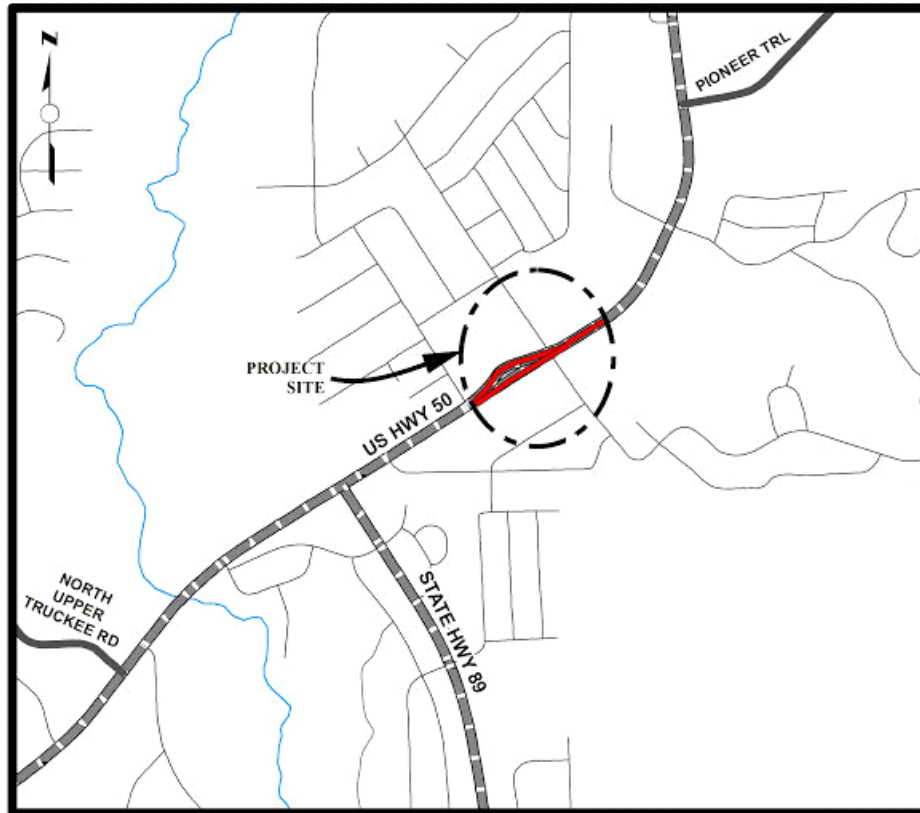 N
PIONEER TRL
PROJECT
SITE
US HWY 50
NORTH
UPPER
TRUCKEE RD
STATE HWY 89